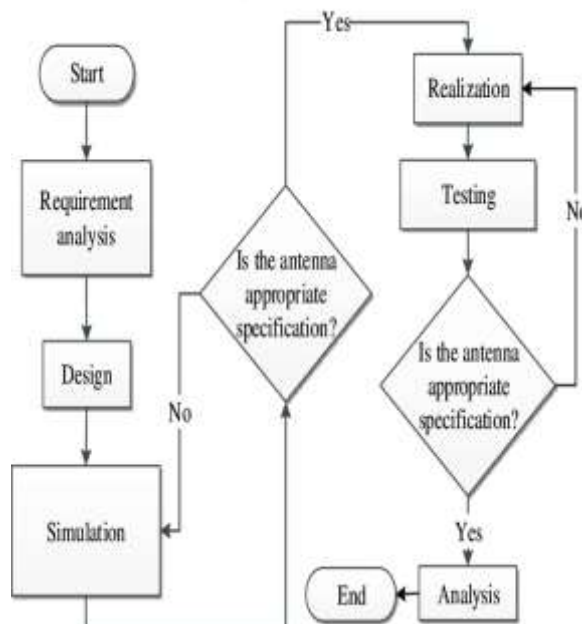 Start
Requirement
analysis
Design
Simulation
No
Is the antenna
appropriate
specification?
Yes
Realization
Testing
No
Is the antenna
appropriate
specification?
Yes
Analysis
End